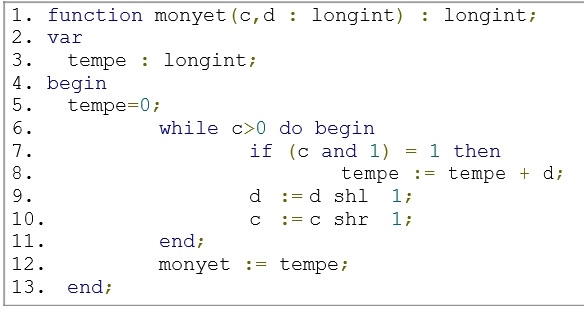 1. function monyet(c,d : longint) : longint;
2. var
3.   tempe : longint;
4. begin
5.   tempe=0;
6.          while c>0 do begin
7.                  if (c and 1) = 1 then
8.                          tempe := tempe + d;
9.                  d  := d shl  1;
10.                 c  := c shr  1;
11.         end;
12.         monyet := tempe;
13.  end;